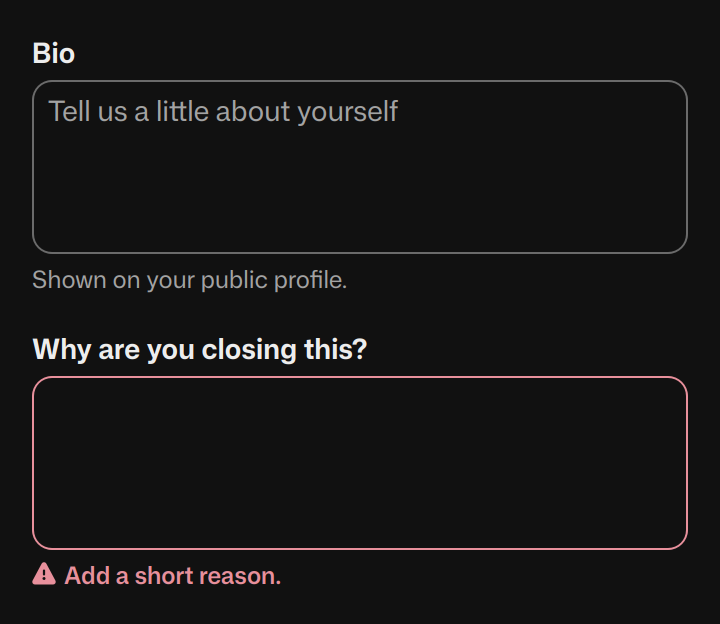 Bio
Tell us a little about yourself
Shown on your public profile.
Why are you closing this?
Add a short reason.